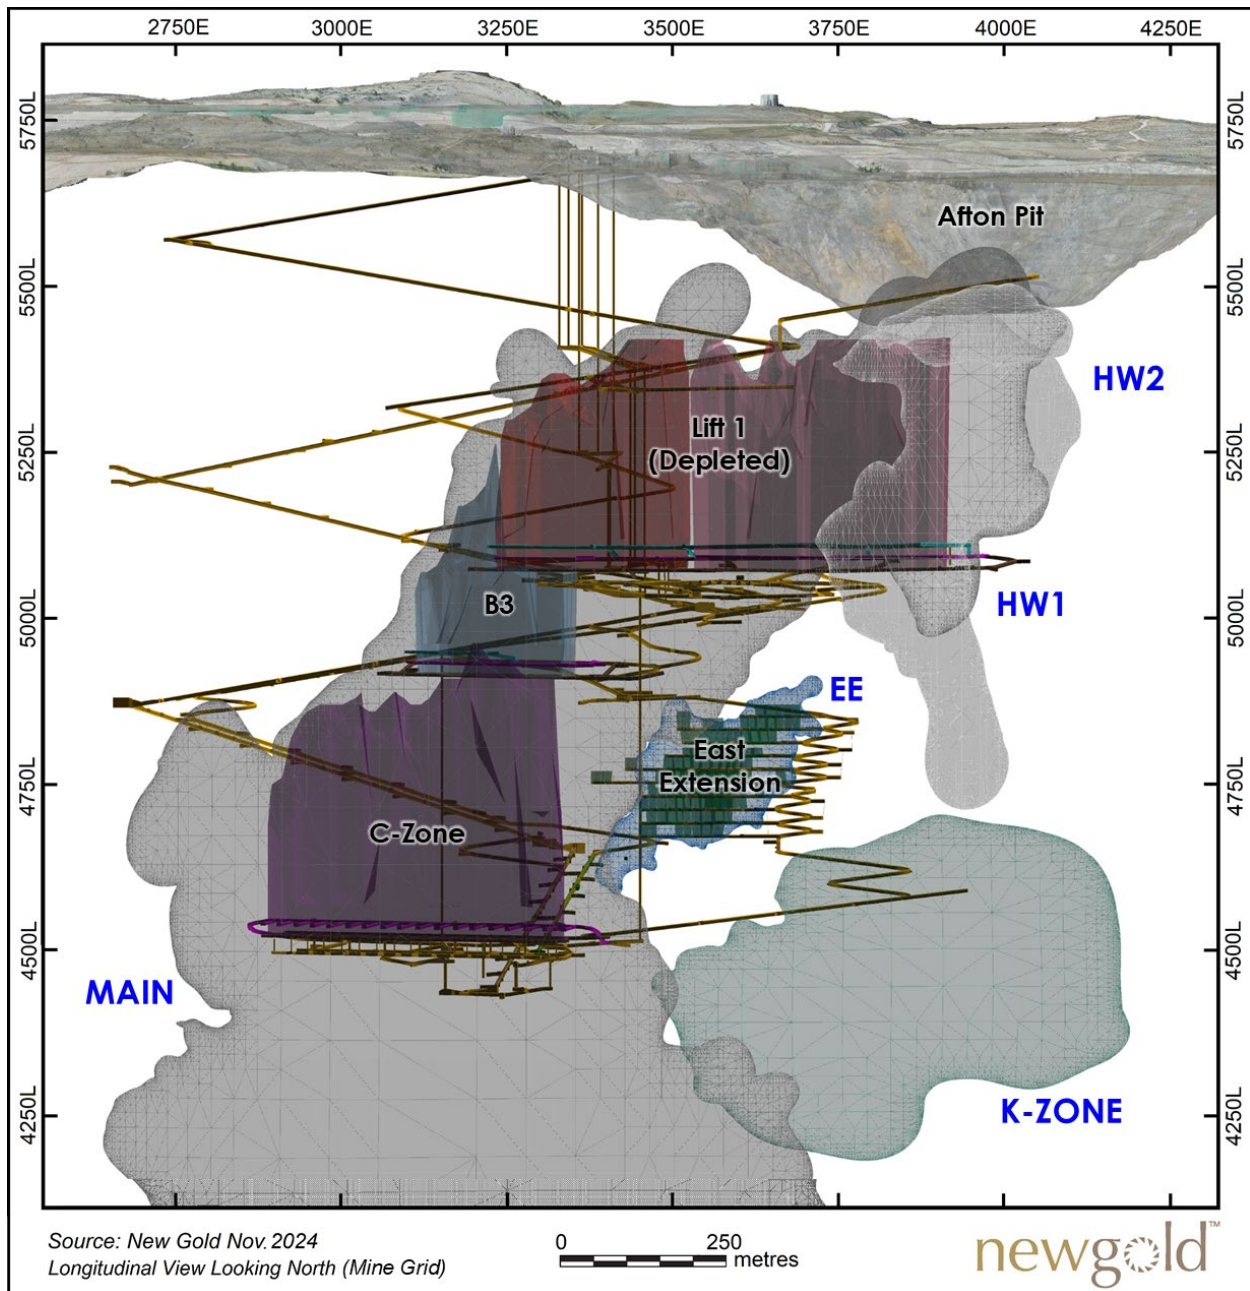 2750E 3000E 3250E 3500E 3750E 4000E 4250E
5750L 5750L
Afton Pit
5500L 5500L
HW2
Lift 1
(Depleted)
5250L 5250L
B3
HW1
5000L 5000L
EE
East
Extension
4750L 4750L
C-Zone
4500L 4500L
MAIN
K-ZONE
4250L 4250L
Source: New Gold Nov. 2024
Longitudinal View Looking North (Mine Grid)
0 250
metres
newgold™